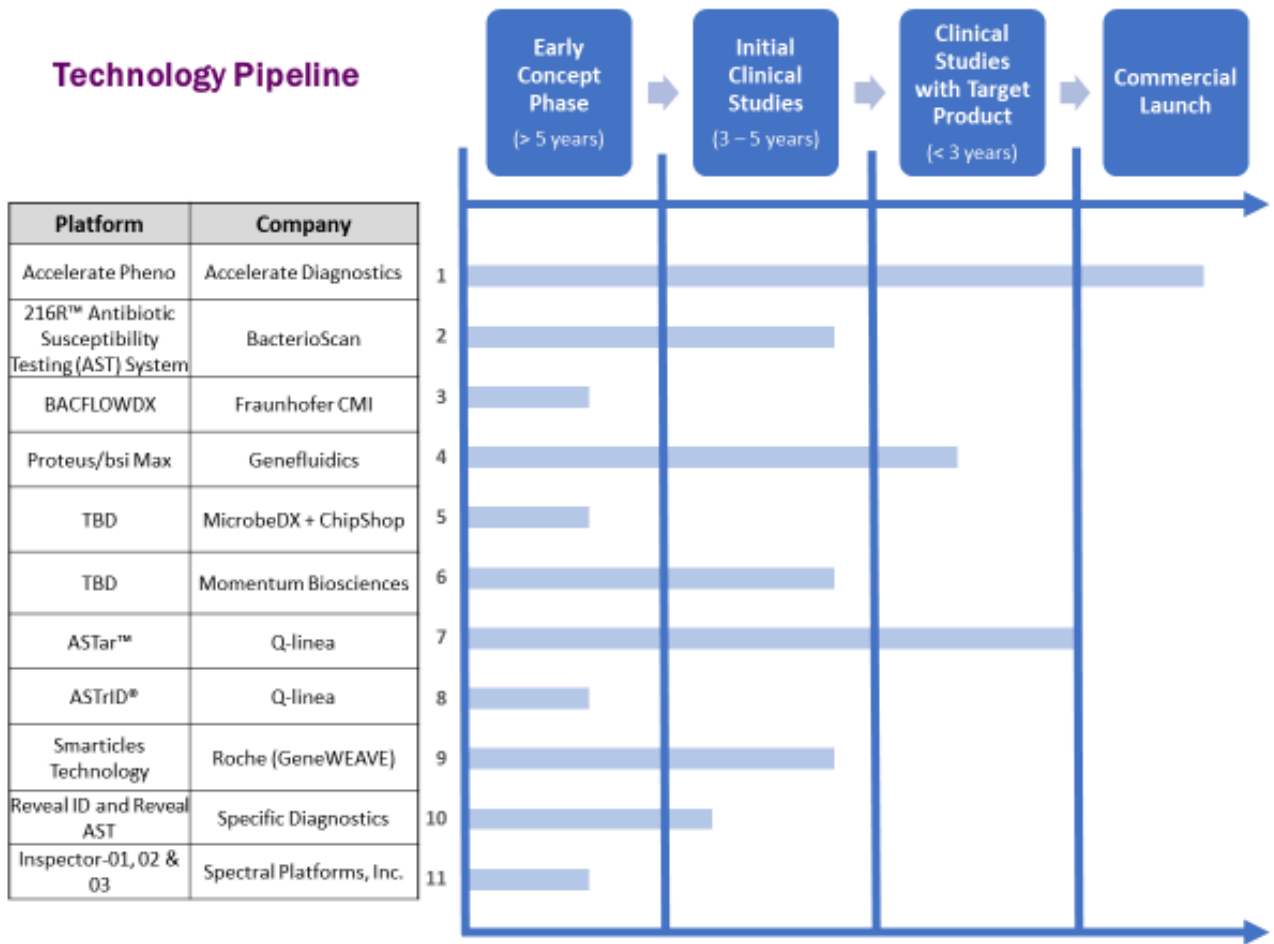 Technology Pipeline
Early
Concept
Phase
(> 5 years)
Initial
Clinical
Studies
(3 – 5 years)
Clinical
Studies
with Target
Product
(< 3 years)
Commercial
Launch
Platform Company
Accelerate Pheno Accelerate Diagnostics 1
216R™ Antibiotic
Susceptibility
Testing (AST) System
BacterioScan 2
BACFLOWDX Fraunhofer CMI 3
Proteus/bsi Max Genefluidics 4
TBD MicrobeDX + ChipShop 5
TBD Momentum Biosciences 6
ASTar™ Q-linea 7
ASTrID® Q-linea 8
Smarticles
Technology
Roche (GeneWEAVE) 9
Reveal ID and Reveal
AST
Specific Diagnostics 10
Inspector-01, 02 &
03
Spectral Platforms, Inc. 11